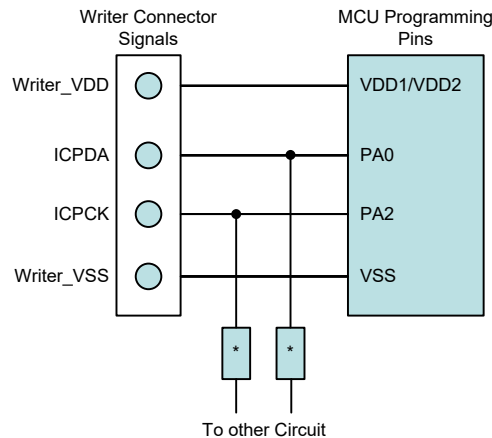 Writer Connector
Signals
MCU Programming
Pins
Writer_VDD
VDD1/VDD2
ICPDA
PA0
ICPCK
PA2
Writer_VSS
VSS
*
*
To other Circuit